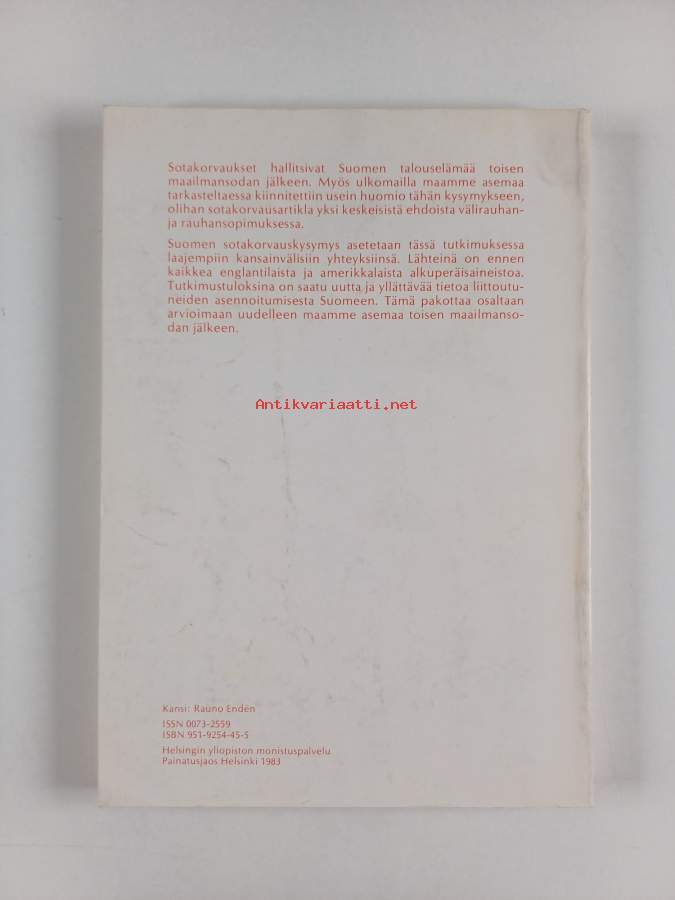 Sotakorvaukset hallitsivat Suomen talouselämää toisen
maailmansodan jälkeen. Myös ulkomailla maamme asemaa
tarkasteltaessa kiinnitettiin usein huomio tähän kysymykseen,
olihan sotakorvausartikla yksi keskeisistä ehdoista välirauhan-
ja rauhansopimuksessa.
Suomen sotakorvauskysymys asetetaan tässä tutkimuksessa
laajempiin kansainvälisiin yhteyksiinsä. Lähteinä on ennen
kaikkea englantilaista ja amerikkalaista alkuperäisaineistoa.
Tutkimustuloksina on saatu uutta ja yllättävää tietoa liittoutu-
neiden asennoitumisesta Suomeen. Tämä pakottaa osaltaan
arvioimaan uudelleen maamme asemaa toisen maailmanso-
dan jälkeen.
Antikvariaatti.net
Kansi: Rauno Endén
ISSN 0073-2559
ISBN 951-9254-45-5
Helsingin yliopiston monistuspalvelu
Painatusjaos Helsinki 1983